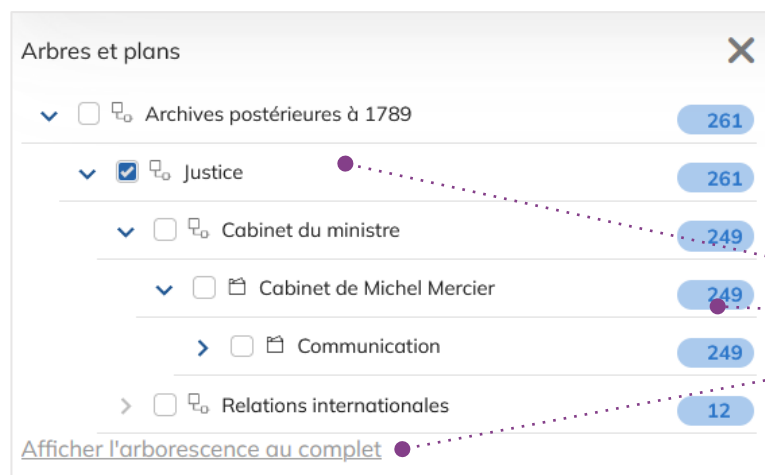 Arbres et plans
Archives postérieures à 1789 261
Justice 261
Cabinet du ministre 249
Cabinet de Michel Mercier 249
Communication 249
Relations internationales 12
Afficher l'arborescence au complet